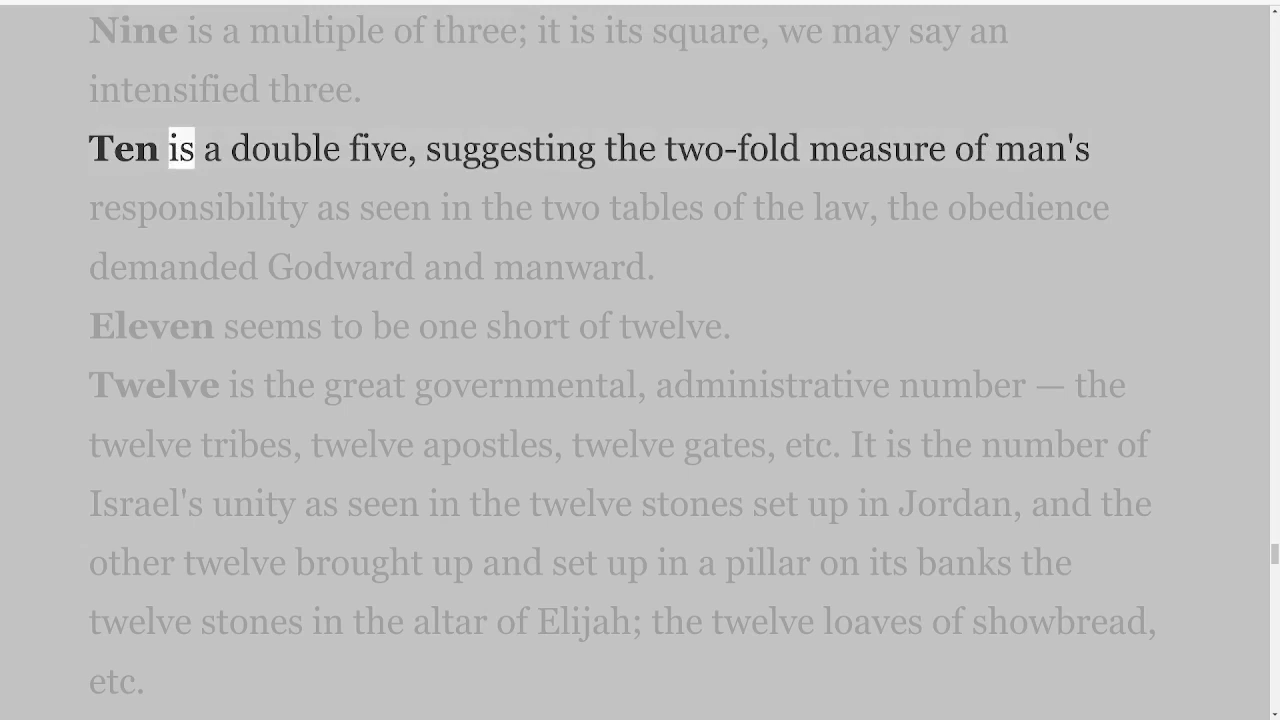 Nine is a multiple of three; it is its square, we may say an
intensified three.
Ten is a double five, suggesting the two-fold measure of man's
responsibility as seen in the two tables of the law, the obedience
demanded Godward and manward.
Eleven seems to be one short of twelve.
Twelve is the great governmental, administrative number — the
twelve tribes, twelve apostles, twelve gates, etc. It is the number of
Israel's unity as seen in the twelve stones set up in Jordan, and the
other twelve brought up and set up in a pillar on its banks the
twelve stones in the altar of Elijah; the twelve loaves of showbread,
etc.